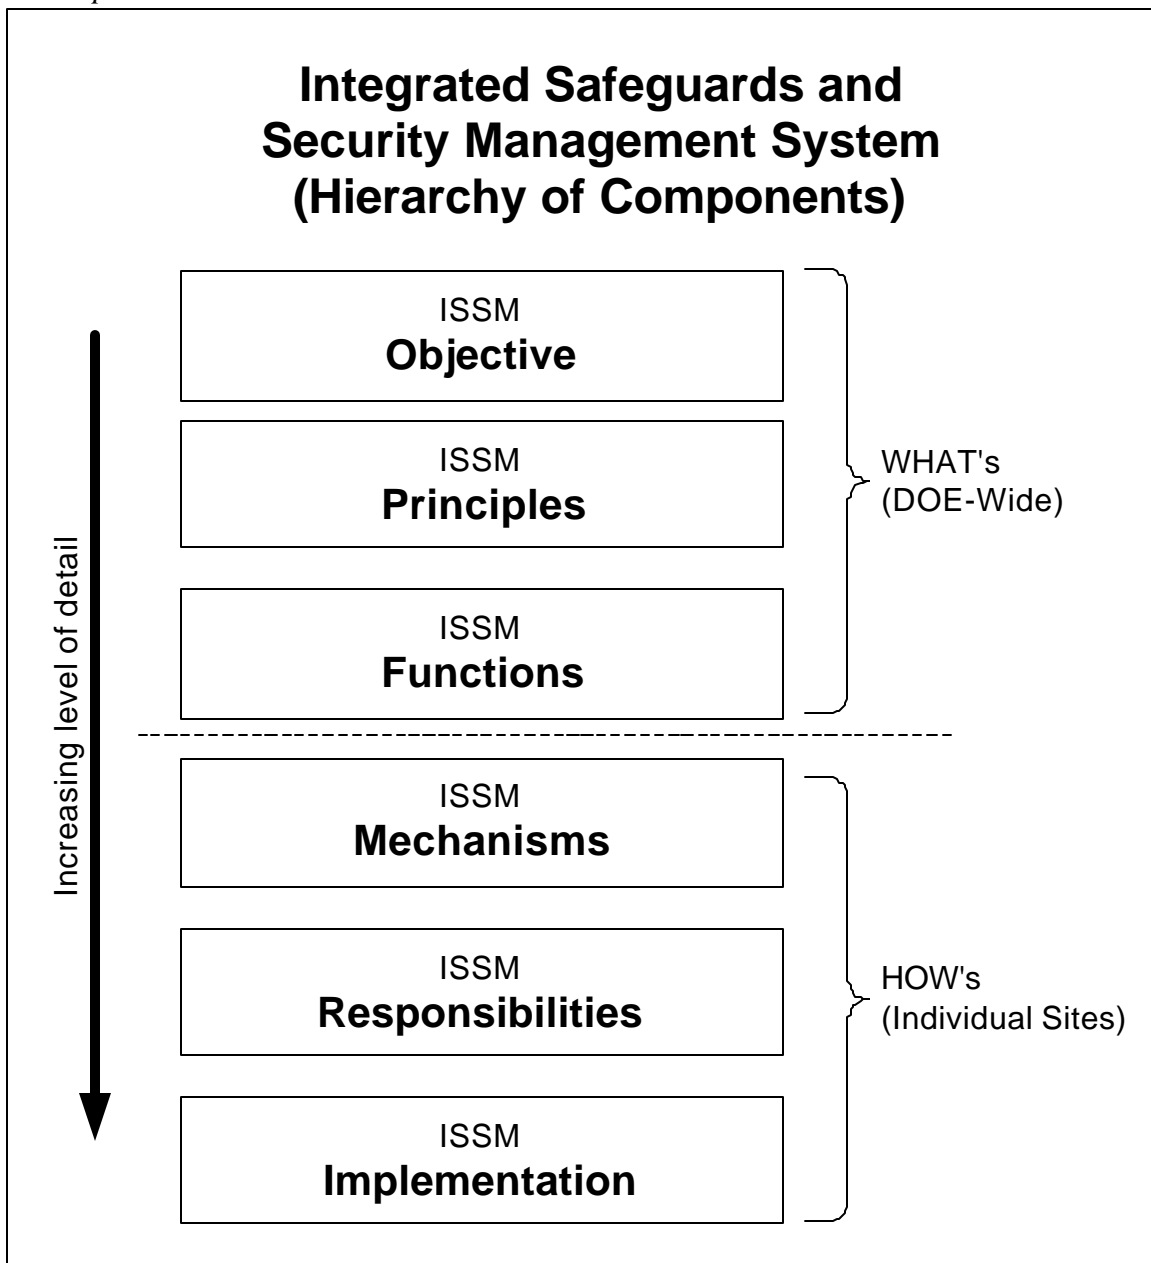 Integrated Safeguards and
Security Management System
(Hierarchy of Components)
ISSM
Objective
ISSM
Principles
WHAT's
(DOE-Wide)
ISSM
Functions
Increasing level of detail
ISSM
Mechanisms
ISSM
Responsibilities
HOW's
(Individual Sites)
ISSM
Implementation